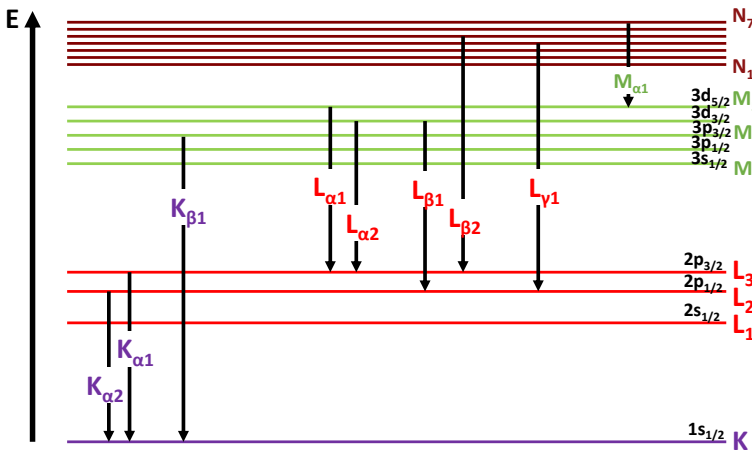 E
N₇
N₁
Mα1
3d₅/₂ M
3d₃/₂
3p₃/₂ M
3p₁/₂
3s₁/₂ M
Kβ1
Lα1
Lα2
Lβ1
Lβ2
Lγ1
2p₃/₂ L₃
2p₁/₂ L₂
2s₁/₂ L₁
Kα1
Kα2
1s₁/₂ K